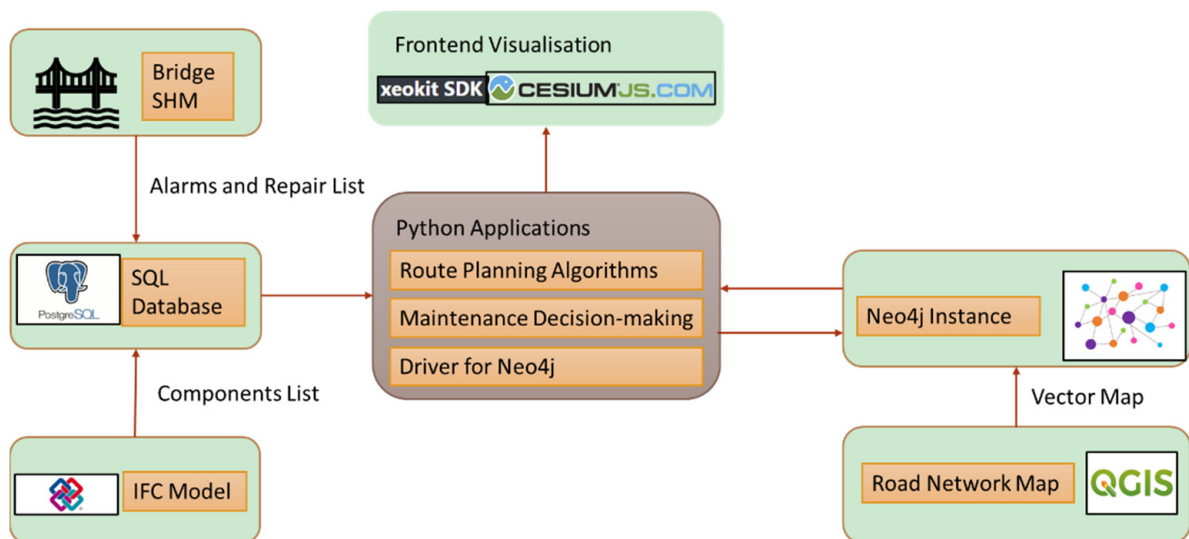 Bridge
SHM
Frontend Visualisation
xeokit SDK
CESIUMJS.COM
Alarms and Repair List
PostgreSQL
SQL
Database
Python Applications
Route Planning Algorithms
Maintenance Decision-making
Driver for Neo4j
Neo4j Instance
Components List
Vector Map
IFC Model
Road Network Map
QGIS